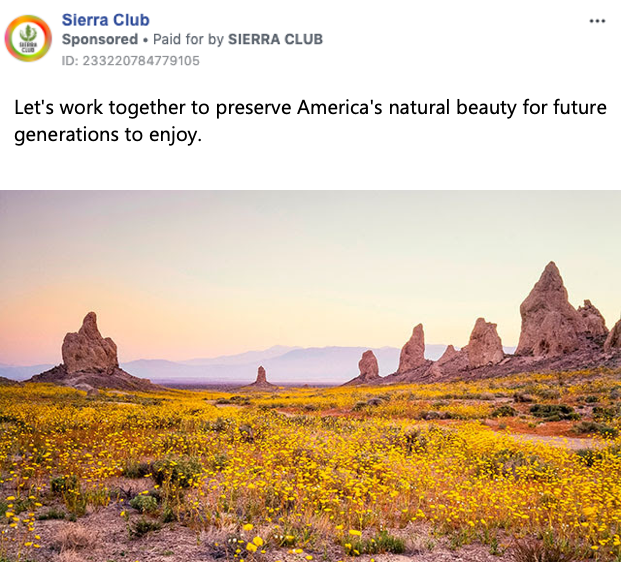 Sierra Club
Sponsored • Paid for by SIERRA CLUB
ID: 233220784779105
Let's work together to preserve America's natural beauty for future
generations to enjoy.
SIERRA
CLUB